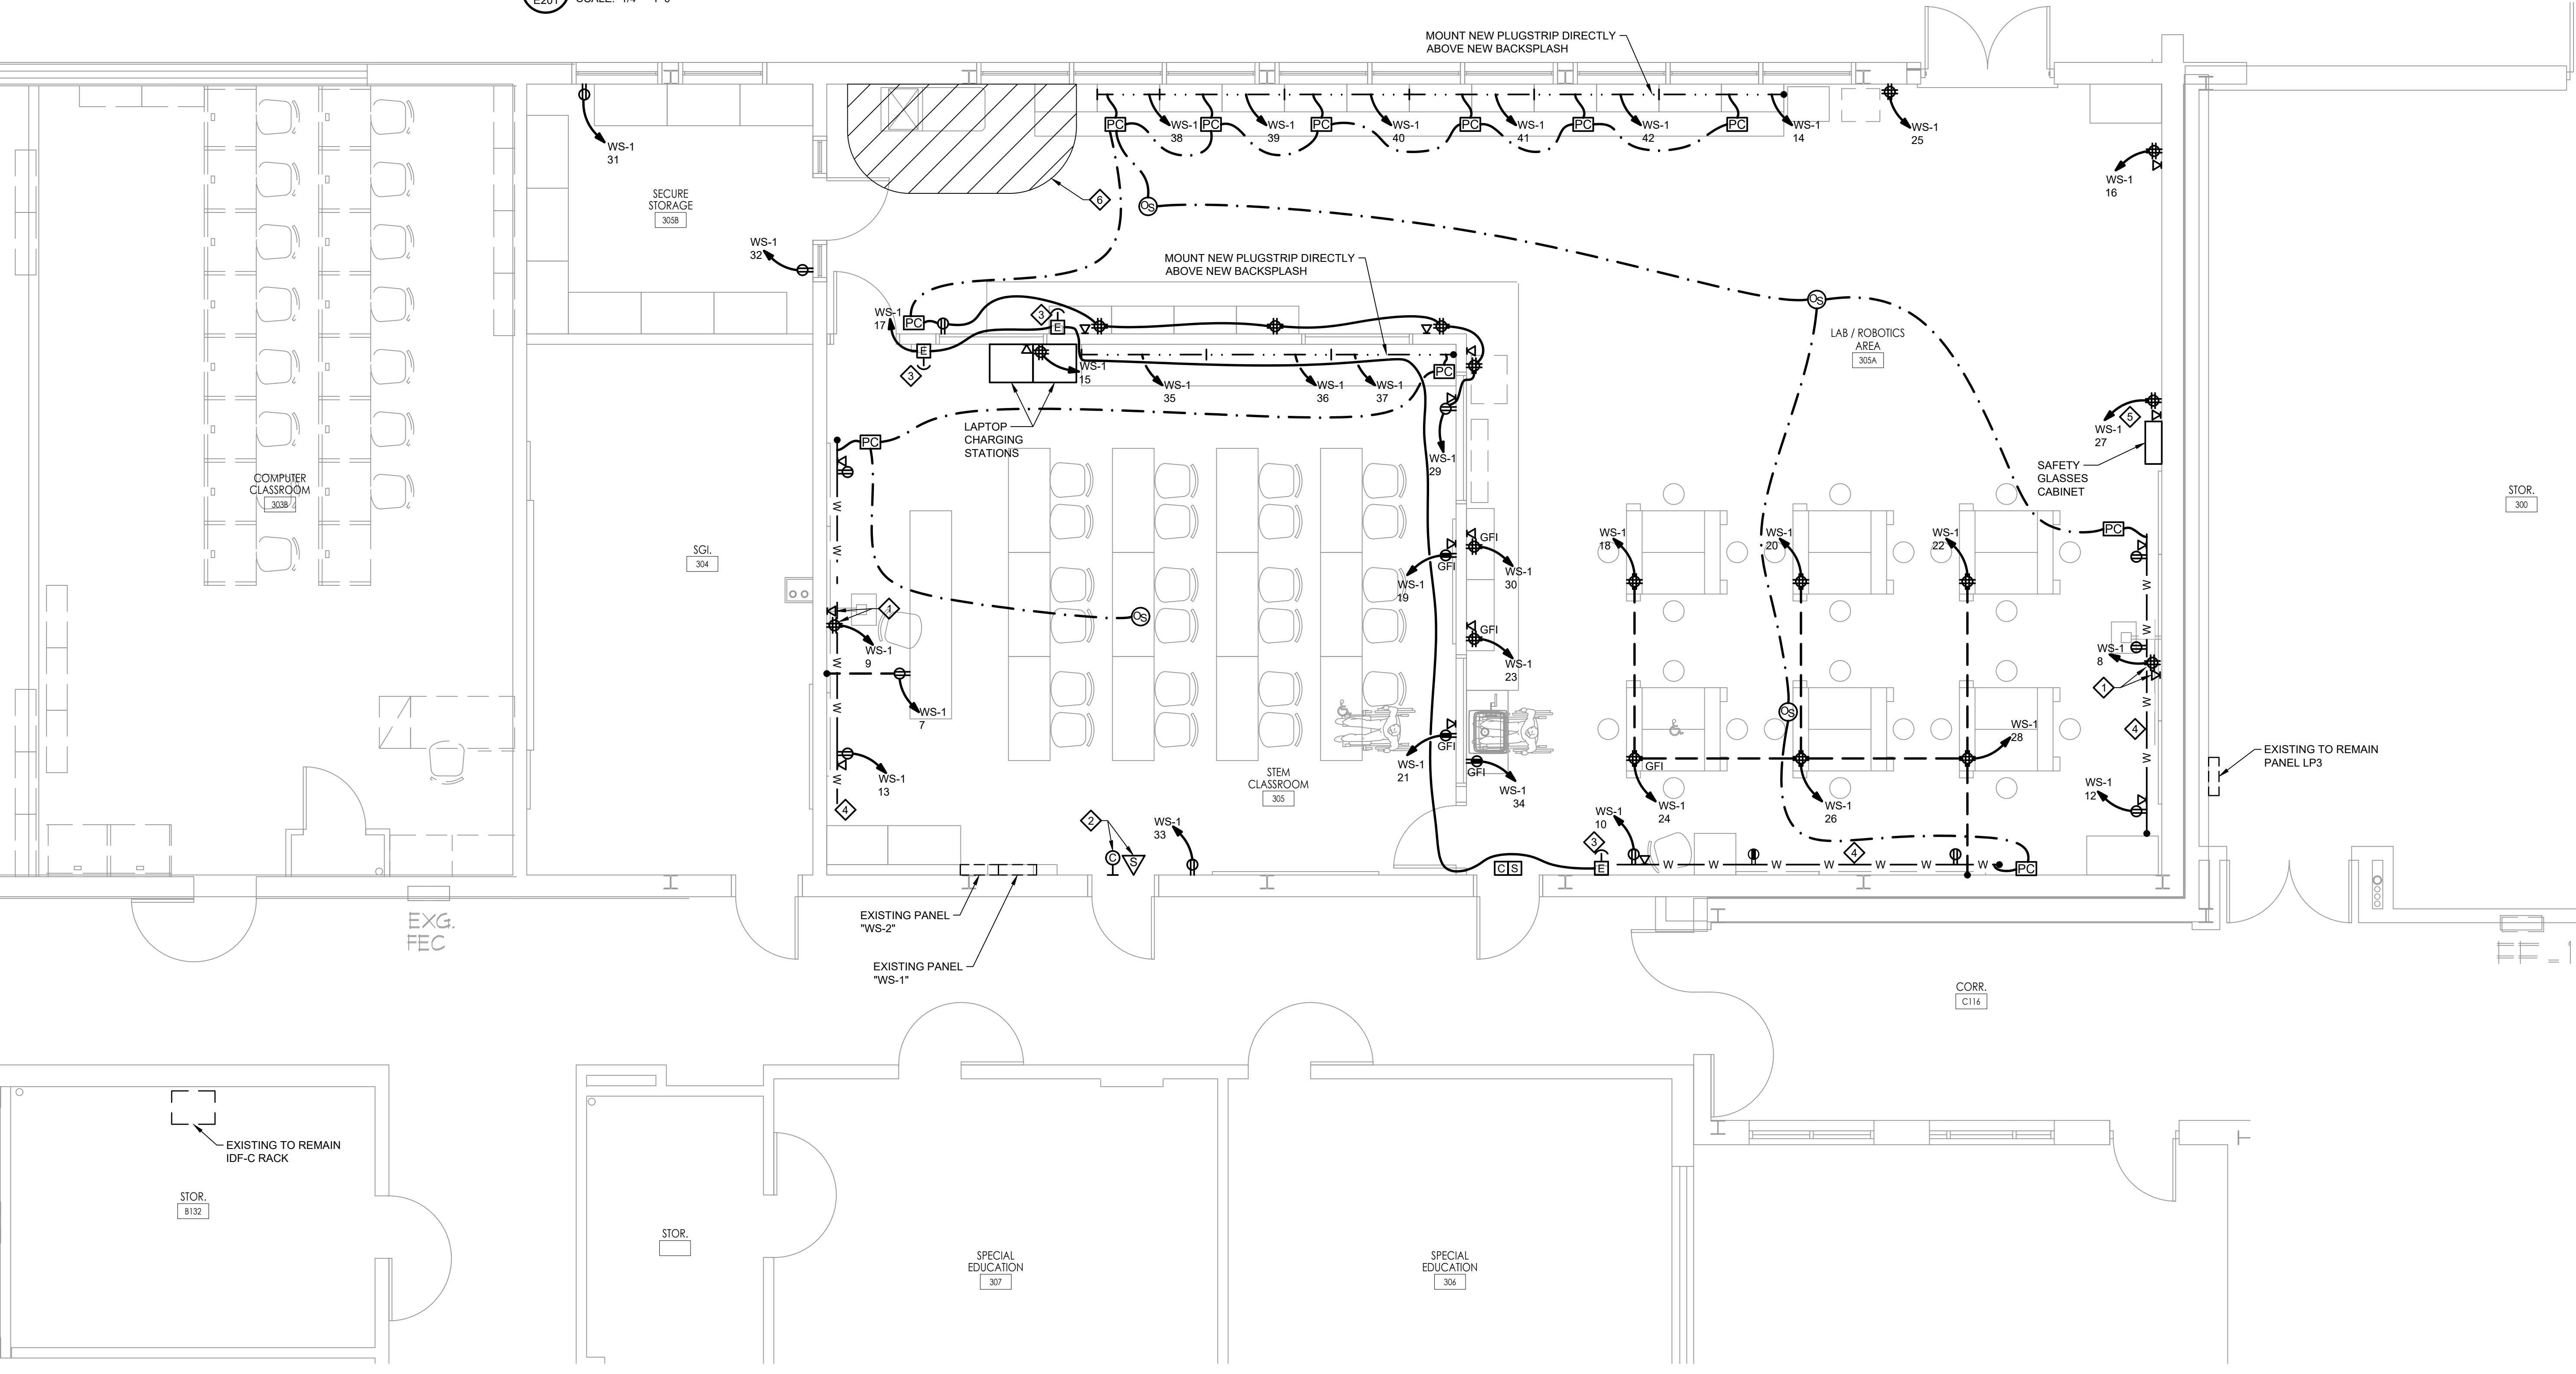 MOUNT NEW PLUGSTRIP DIRECTLY
ABOVE NEW BACKSPLASH
PC
PC
PC
PC
PC
PC
WS-1
38
WS-1
39
WS-1
40
WS-1
41
WS-1
42
WS-1
14
WS-1
25
WS-1
31
WS-1
16
SECURE
STORAGE
305B
6
OS
WS-1
32
MOUNT NEW PLUGSTRIP DIRECTLY
ABOVE NEW BACKSPLASH
OS
LAB / ROBOTICS
AREA
305A
WS-1
17
PC
3
E
E
3
WS-1
15
WS-1
35
WS-1
36
WS-1
37
PC
LAPTOP
CHARGING
STATIONS
PC
WS-1
29
WS-1
27
5
SAFETY
GLASSES
CABINET
COMPUTER
CLASSROOM
303B
STOR.
300
SGI.
304
W
W
W
W
W
1
WS-1
9
WS-1
7
WS-1
13
4
OS
GFI
WS-1
19
GFI
WS-1
30
GFI
WS-1
23
GFI
WS-1
21
GFI
WS-1
34
WS-1
18
WS-1
20
WS-1
22
PC
W
W
W
W
WS-1
8
1
4
WS-1
12
OS
WS-1
28
GFI
WS-1
24
WS-1
26
EXISTING TO REMAIN
PANEL LP3
STEM
CLASSROOM
305
2
C
S
WS-1
33
WS-1
10
3
C S
E
W W W W W W W
4
PC
EXISTING PANEL
"WS-2"
EXISTING PANEL
"WS-1"
EXG.
FEC
CORR.
C116
EXISTING TO REMAIN
IDF-C RACK
STOR.
B132
STOR.
SPECIAL
EDUCATION
307
SPECIAL
EDUCATION
306